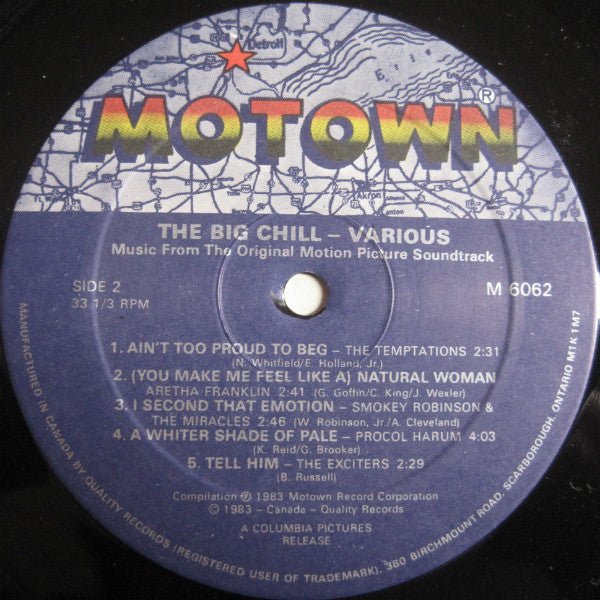 Detroit
Erie
MOTOWN®
Akron
Canton
THE BIG CHILL – VARIOUS
Music From The Original Motion Picture Soundtrack
SIDE 2
33 1/3 RPM
M 6062
1. AIN'T TOO PROUD TO BEG – THE TEMPTATIONS 2:31
(N. Whitfield/E. Holland, Jr.)
2. (YOU MAKE ME FEEL LIKE A) NATURAL WOMAN
ARETHA FRANKLIN 2:41 (G. Goffin/C. King/J. Wexler)
3. I SECOND THAT EMOTION – SMOKEY ROBINSON &
THE MIRACLES 2:46 (W. Robinson, Jr./A. Cleveland)
4. A WHITER SHADE OF PALE – PROCOL HARUM 4:03
(K. Reid/G. Brooker)
5. TELL HIM – THE EXCITERS 2:29
(B. Russell)
Compilation ℗ 1983 Motown Record Corporation
© 1983 – Canada – Quality Records
A COLUMBIA PICTURES
RELEASE
MANUFACTURED IN CANADA BY QUALITY RECORDS (REGISTERED USER OF TRADEMARK). 380 BIRCHMOUNT ROAD, SCARBOROUGH, ONTARIO M1K 1M7